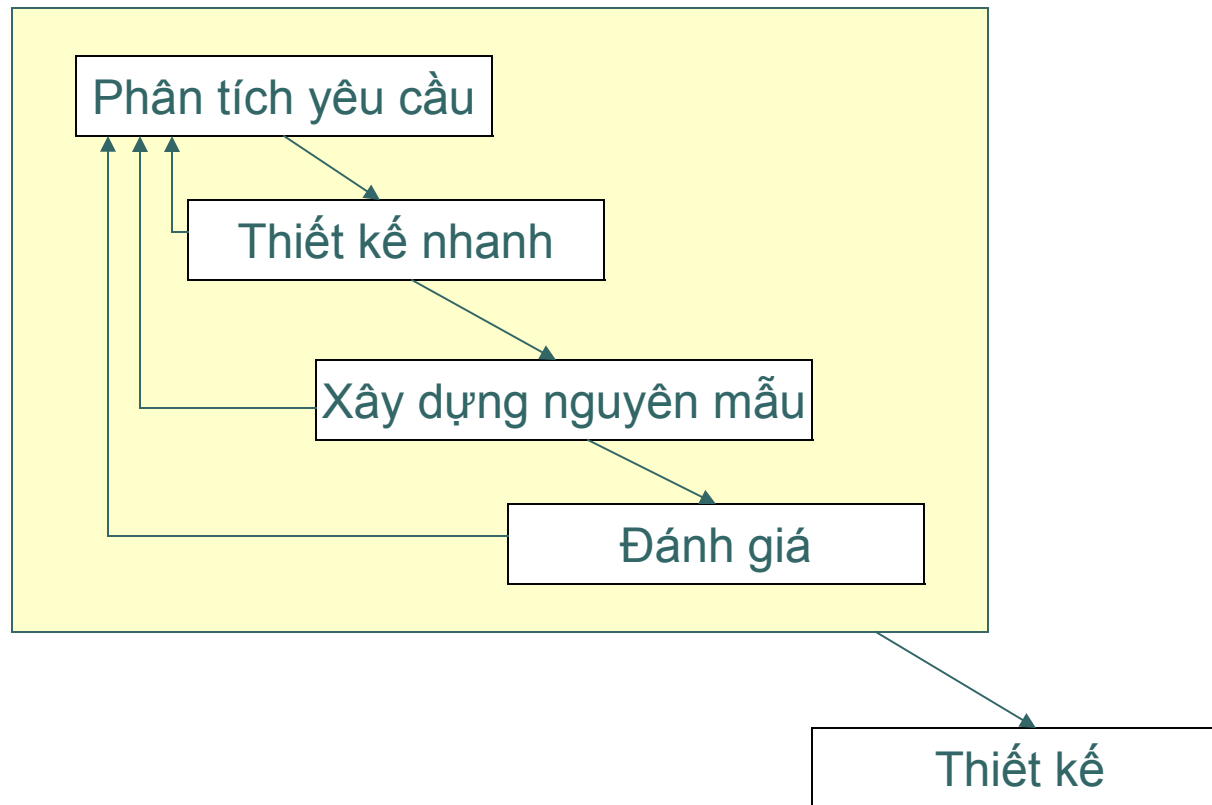 Phân tích yêu cầu
Thiết kế nhanh
Xây dựng nguyên mẫu
Đánh giá
Thiết kế